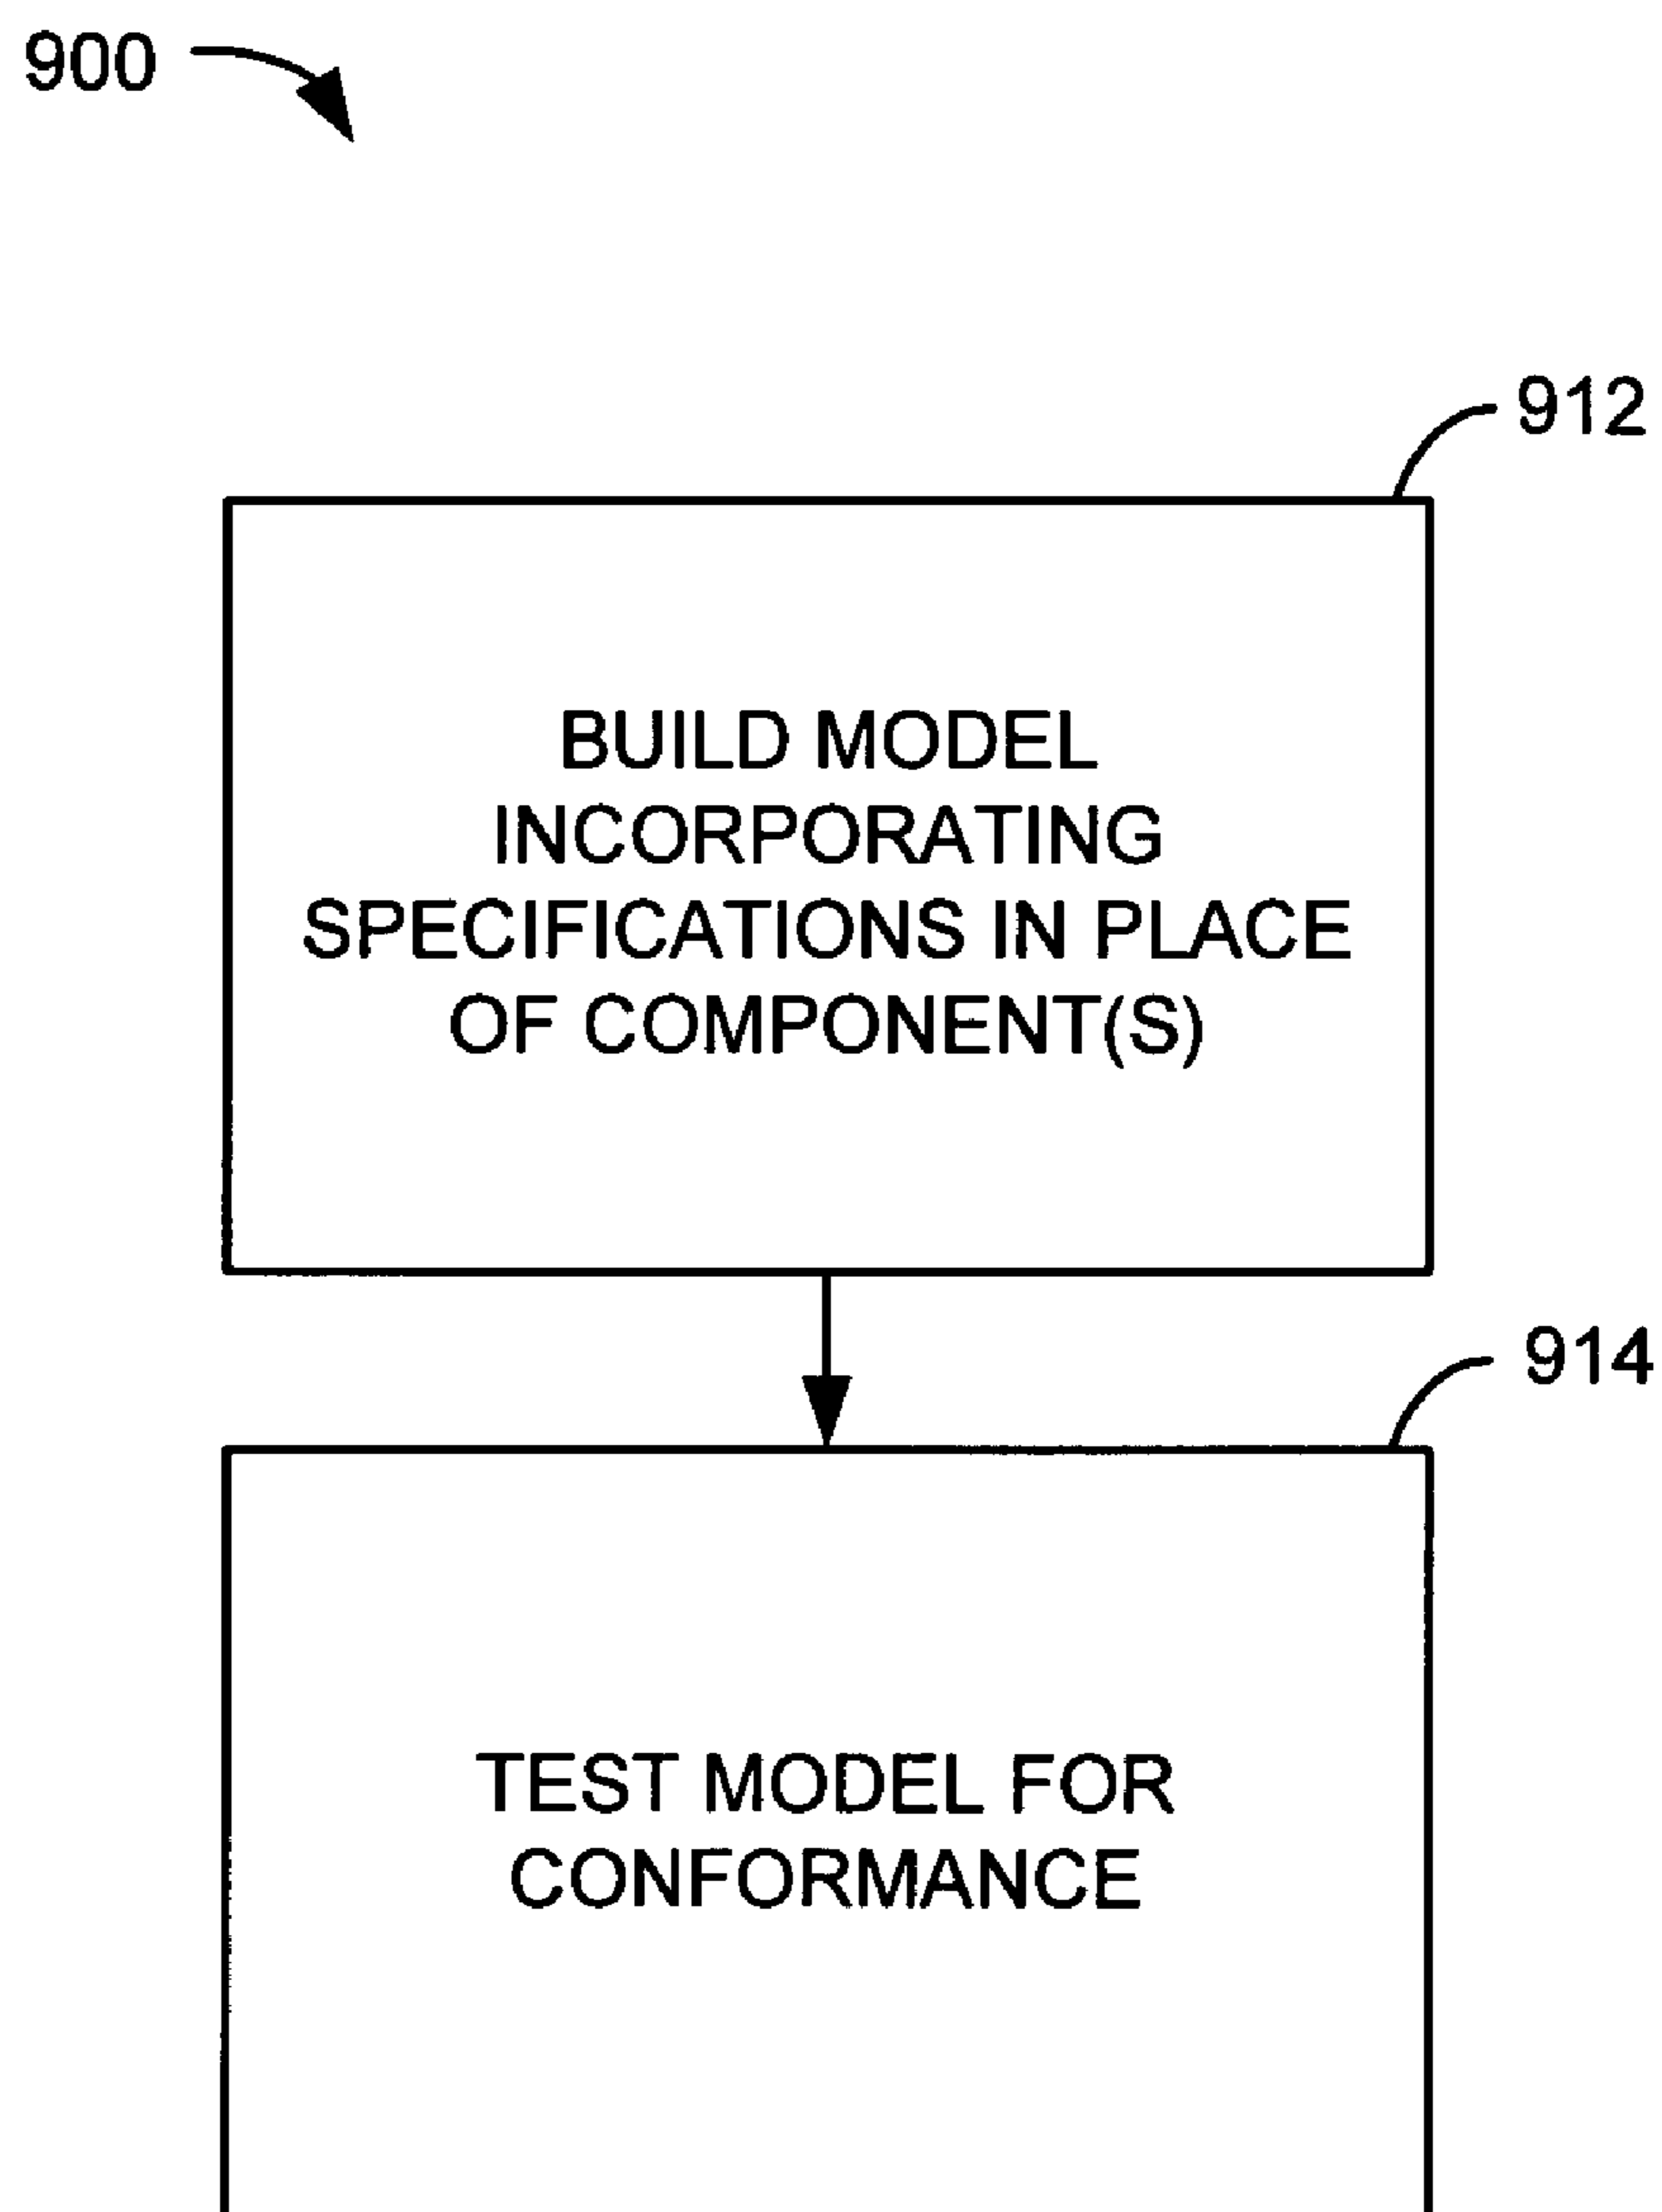 900
912
BUILD MODEL
INCORPORATING
SPECIFICATIONS IN PLACE
OF COMPONENT(S)
914
TEST MODEL FOR
CONFORMANCE